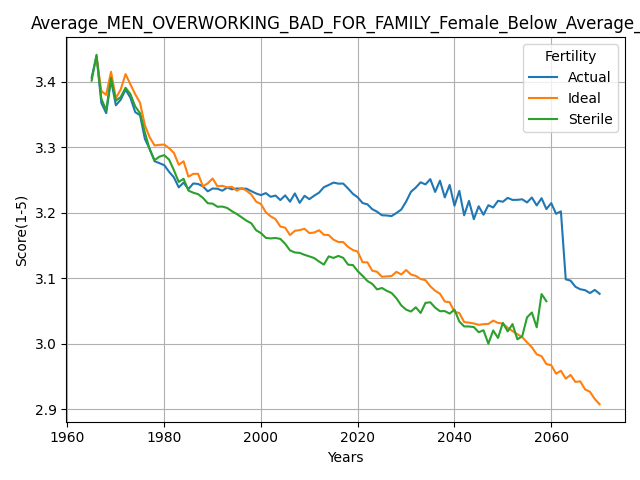 Average_MEN_OVERWORKING_BAD_FOR_FAMILY_Female_Below_Average_
Fertility
Actual
Ideal
Sterile
Score(1-5)
3.4
3.3
3.2
3.1
3.0
2.9
1960
1980
2000
2020
2040
2060
Years